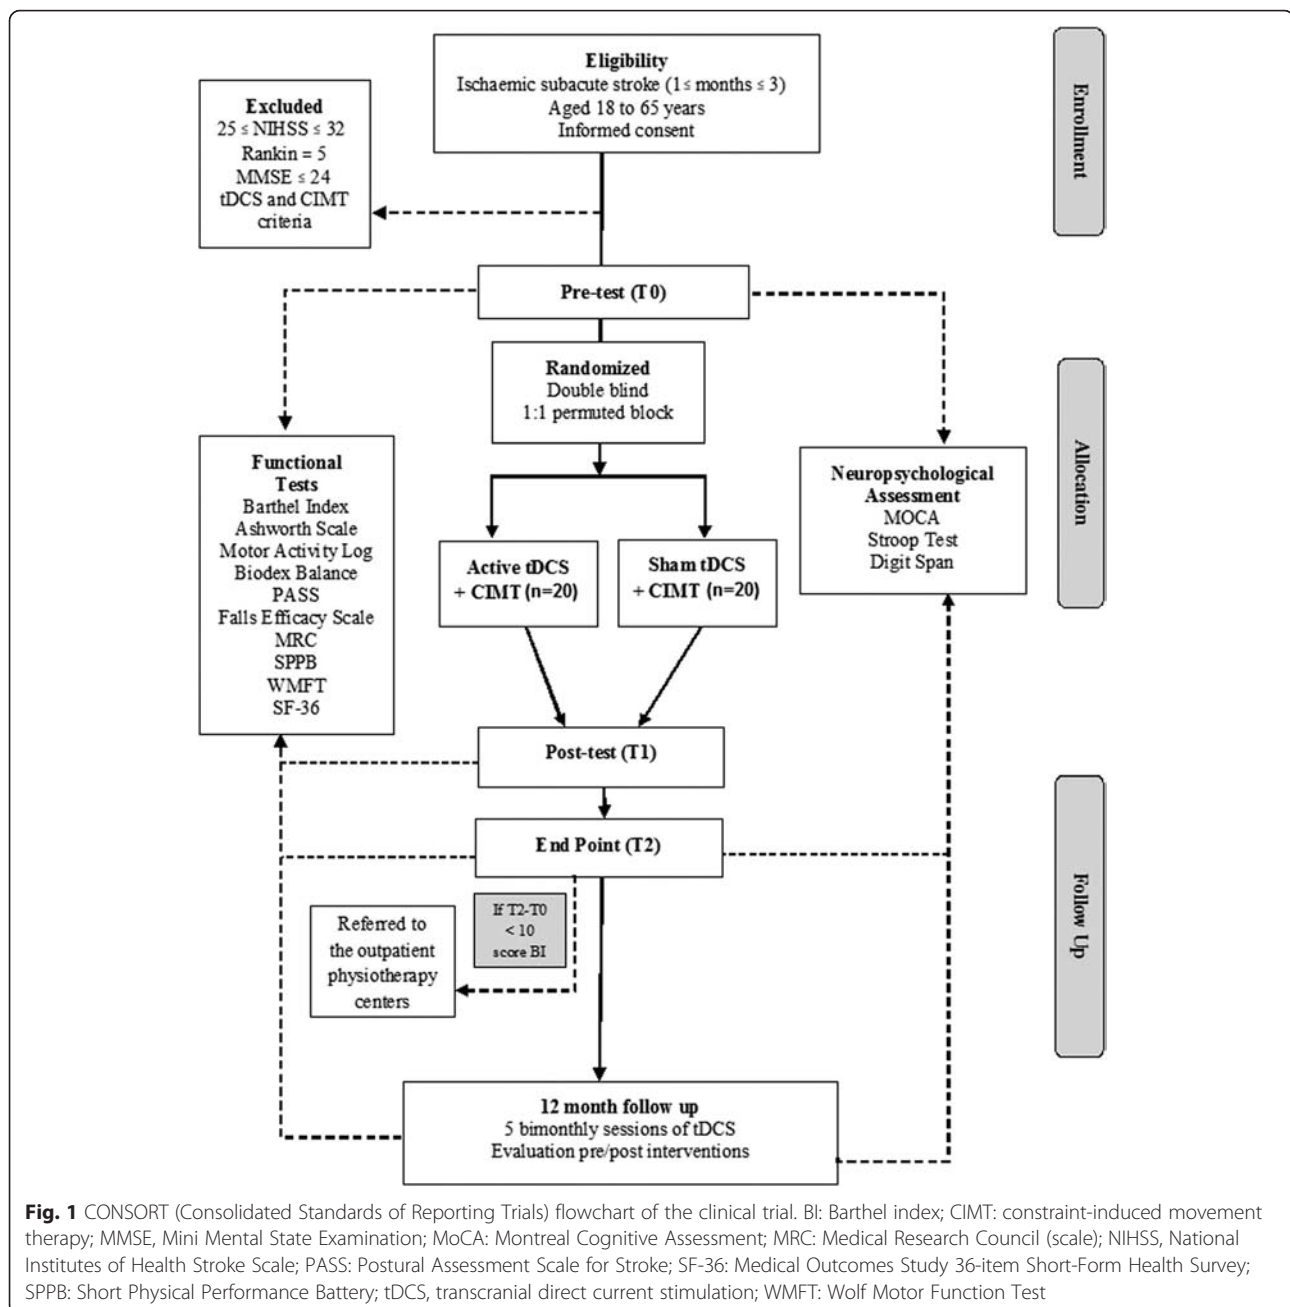 Eligibility
Ischaemic subacute stroke (1 ≤ months ≤ 3)
Aged 18 to 65 years
Informed consent
Enrollment
Excluded
25 ≤ NIHSS ≤ 32
Rankin = 5
MMSE ≤ 24
tDCS and CIMT
criteria
Pre-test (T0)
Randomized
Double blind
1:1 permuted block
Allocation
Functional
Tests
Barthel Index
Ashworth Scale
Motor Activity Log
Biodex Balance
PASS
Falls Efficacy Scale
MRC
SPPB
WMFT
SF-36
Neuropsychological
Assessment
MOCA
Stroop Test
Digit Span
Active tDCS
+ CIMT (n=20)
Sham tDCS
+ CIMT (n=20)
Post-test (T1)
End Point (T2)
Follow Up
If T2-T0
< 10
score BI
Referred to
the outpatient
physiotherapy
centers
12 month follow up
5 bimonthly sessions of tDCS
Evaluation pre/post interventions
Fig. 1 CONSORT (Consolidated Standards of Reporting Trials) flowchart of the clinical trial. BI: Barthel index; CIMT: constraint-induced movement
therapy; MMSE, Mini Mental State Examination; MoCA: Montreal Cognitive Assessment; MRC: Medical Research Council (scale); NIHSS, National
Institutes of Health Stroke Scale; PASS: Postural Assessment Scale for Stroke; SF-36: Medical Outcomes Study 36-item Short-Form Health Survey;
SPPB: Short Physical Performance Battery; tDCS, transcranial direct current stimulation; WMFT: Wolf Motor Function Test